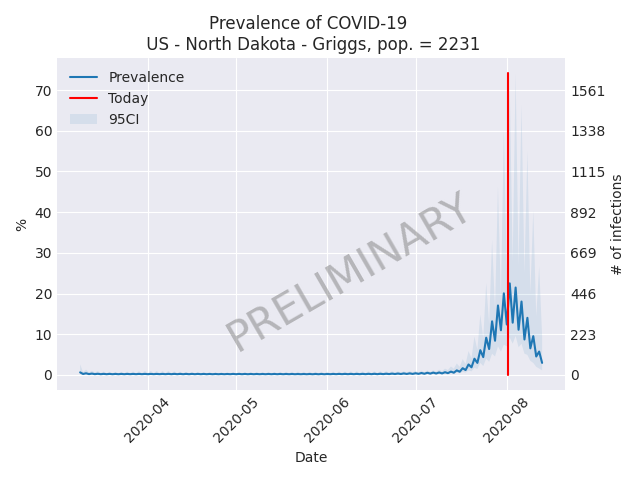 Prevalence of COVID-19
US - North Dakota - Griggs, pop. = 2231
Prevalence
Today
95CI
70
60
50
40
30
20
10
0
%
1561
1338
1115
892
669
446
223
0
# of infections
PRELIMINARY
2020-04
2020-05
2020-06
2020-07
2020-08
Date